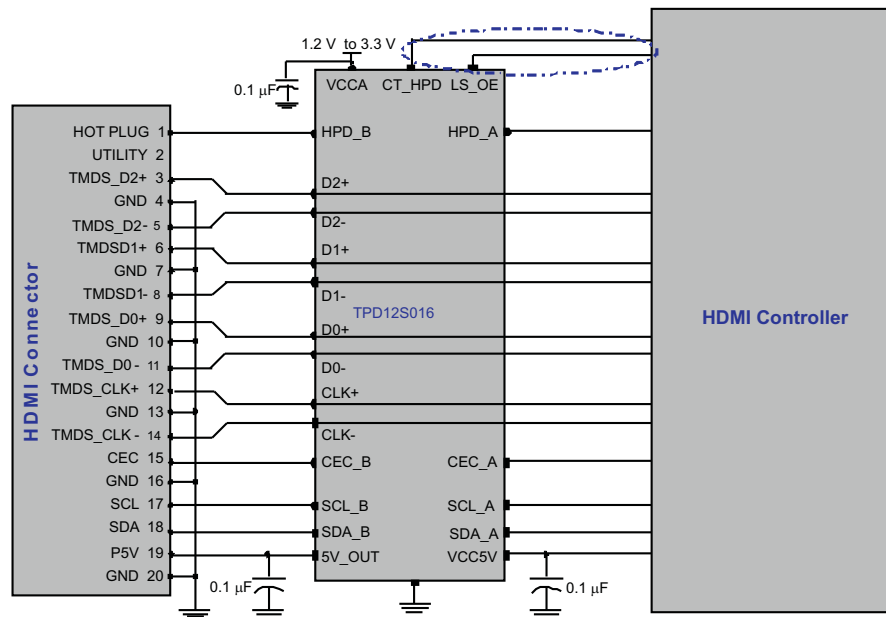 1.2 V to 3.3 V
0.1 μF
VCCA CT_HPD LS_OE
HOT PLUG 1
UTILITY 2
TMDS_D2+ 3
GND 4
TMDS_D2- 5
TMDSD1+ 6
GND 7
TMDSD1- 8
TMDS_D0+ 9
GND 10
TMDS_D0 - 11
TMDS_CLK+ 12
GND 13
TMDS_CLK - 14
CEC 15
GND 16
SCL 17
SDA 18
P5V 19
GND 20
HDMI Connector
HPD_B HPD_A
D2+
D2-
D1+
D1-
TPD12S016
D0+
D0-
CLK+
CLK-
CEC_B CEC_A
SCL_B SCL_A
SDA_B SDA_A
5V_OUT VCC5V
0.1 μF
0.1 μF
HDMI Controller